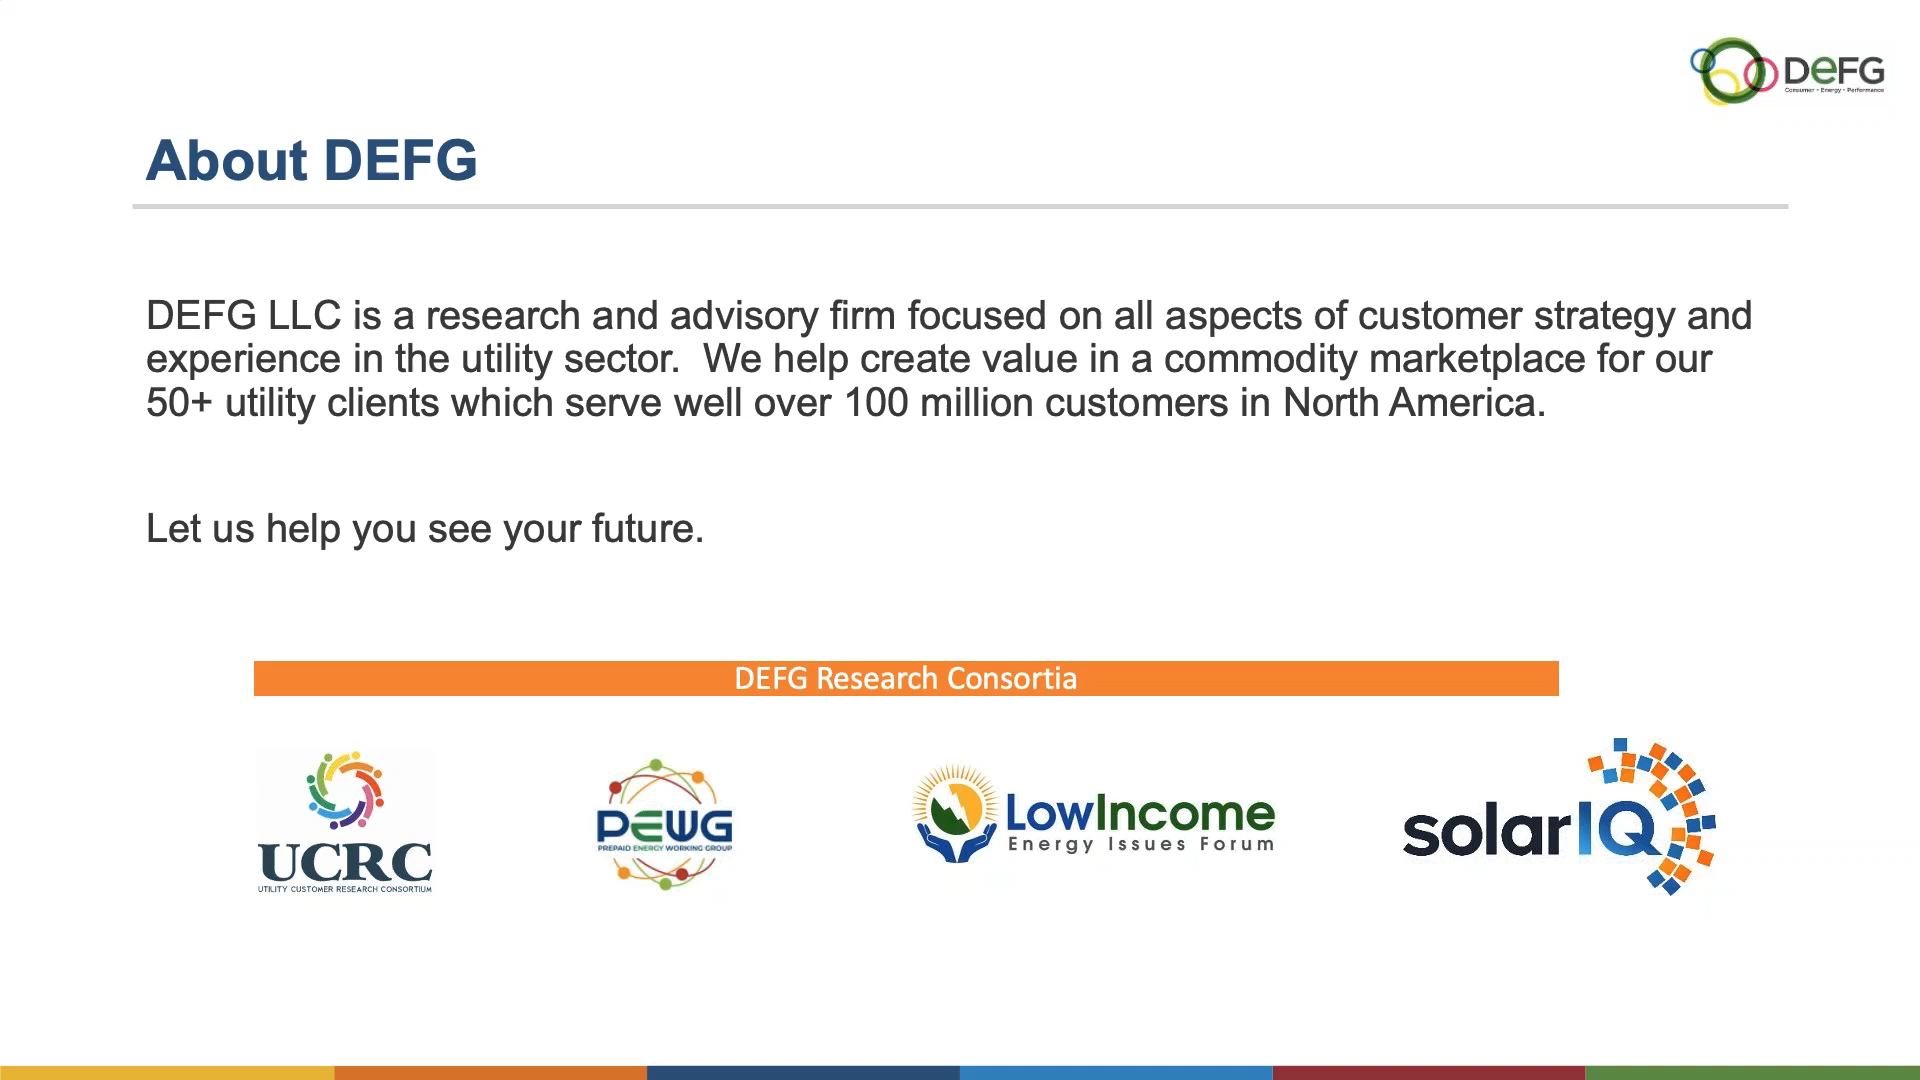 DEFG
Consumer • Energy • Performance
About DEFG
DEFG LLC is a research and advisory firm focused on all aspects of customer strategy and
experience in the utility sector.  We help create value in a commodity marketplace for our
50+ utility clients which serve well over 100 million customers in North America.
Let us help you see your future.
DEFG Research Consortia
UCRC
UTILITY CUSTOMER RESEARCH CONSORTIUM
PEWG
PREPAID ENERGY WORKING GROUP
LowIncome
Energy Issues Forum
solarIQ